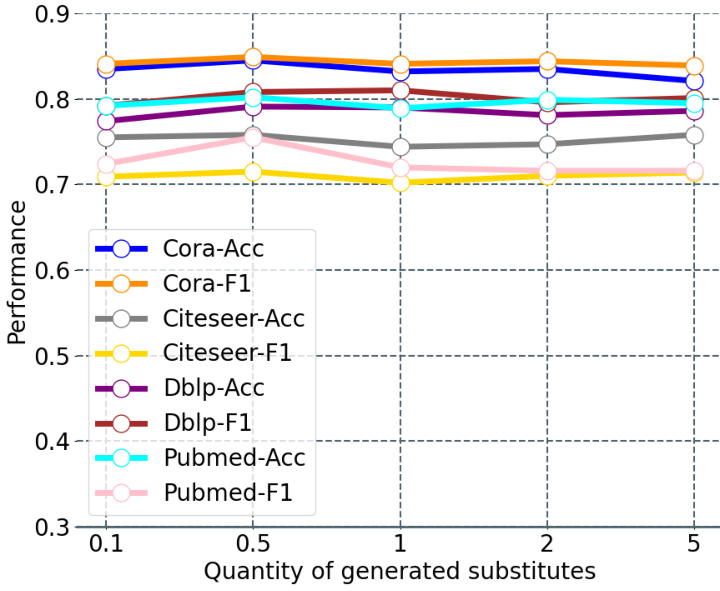 0.9
0.8
0.7
0.6
0.5
0.4
0.3
Performance
Cora-Acc
Cora-F1
Citeseer-Acc
Citeseer-F1
Dblp-Acc
Dblp-F1
Pubmed-Acc
Pubmed-F1
0.1 0.5 1 2 5
Quantity of generated substitutes